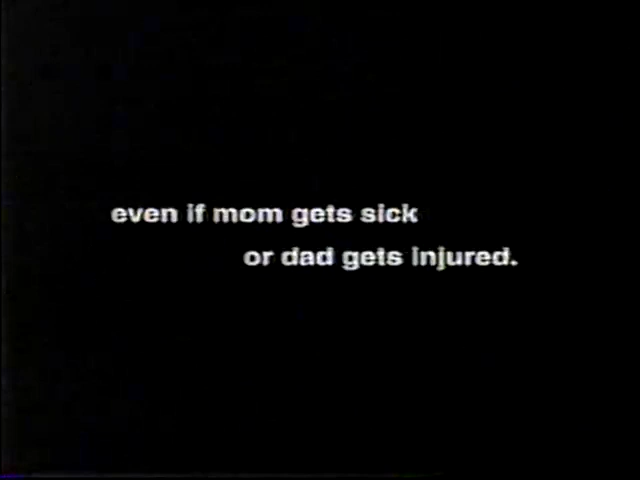 even if mom gets sick
or dad gets injured.